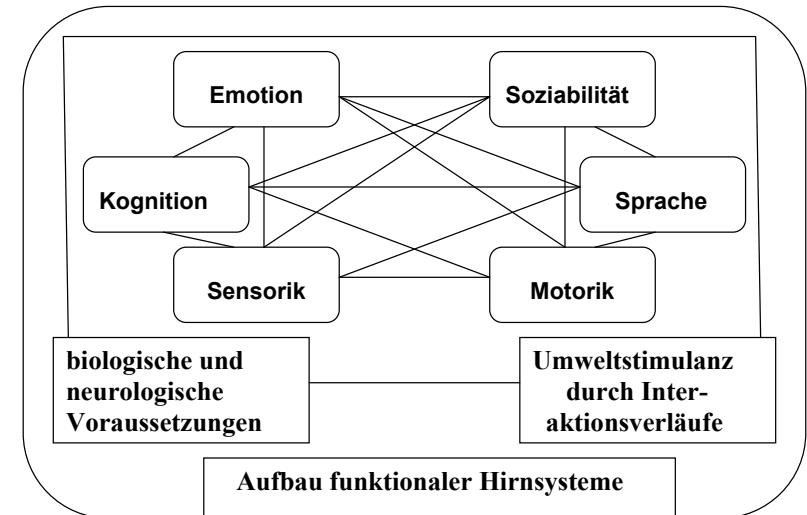 Emotion
Soziabilität
Kognition
Sprache
Sensorik
Motorik
biologische und
neurologische
Voraussetzungen
Umweltstimulanz
durch Inter-
aktionsverläufe
Aufbau funktionaler Hirnsysteme